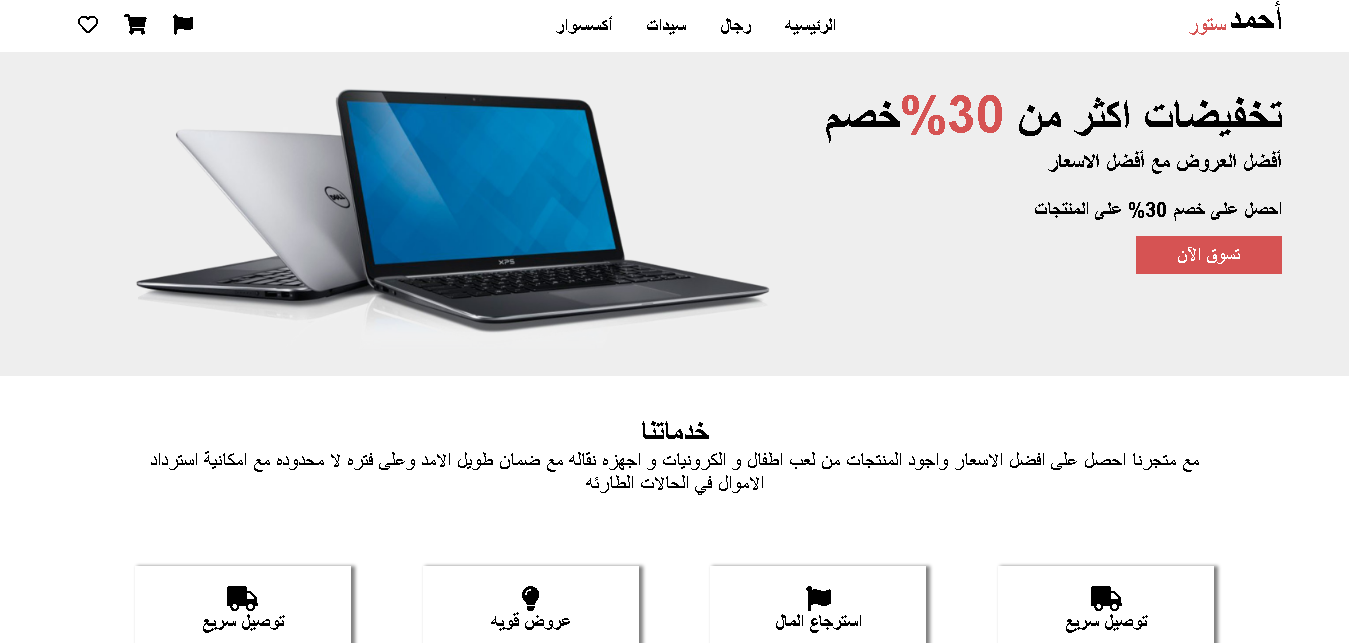 أحمد ستور
الرئيسيه رجال سيدات أكسسوار
تخفيضات اكثر من 30%خصم
أفضل العروض مع أفضل الاسعار
احصل على خصم 30% على المنتجات
تسوق الآن
DELL
XPS
خدماتنا
مع متجرنا احصل على افضل الاسعار واجود المنتجات من لعب اطفال و الكرونيات و اجهزه نقاله مع ضمان طويل الامد وعلى فتره لا محدوده مع امكانية استرداد
الاموال في الحالات الطارئه
توصيل سريع
استرجاع المال
عروض قويه
توصيل سريع